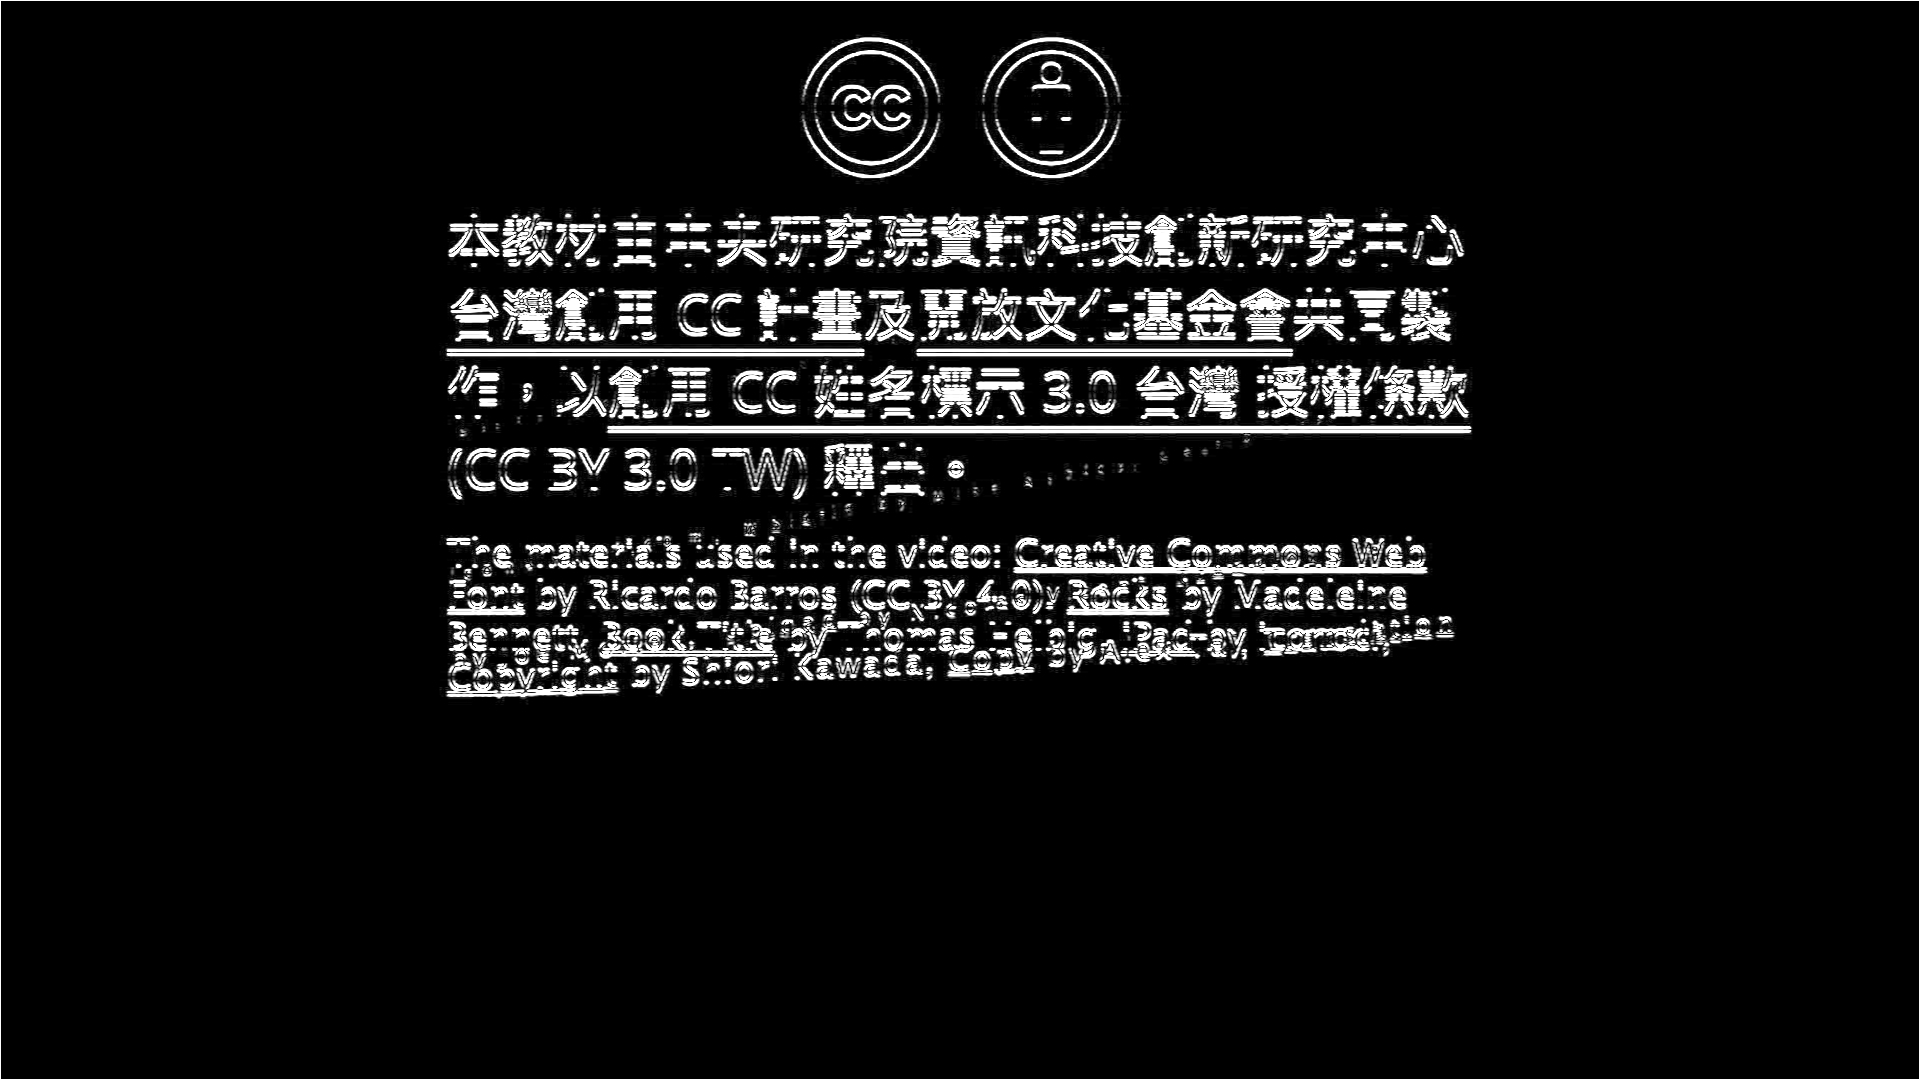 CC
本教材由中央研究院資訊科技創新研究中心
台灣創用 CC 計畫及開放文化基金會共同製
作，以創用 CC 姓名標示 3.0 台灣 授權條款
(CC BY 3.0 TW) 釋出。
The materials used in the video: Creative Commons Web
Font by Ricardo Barros (CC BY 4.0), Rocks by Madeleine
Bennett, Book Title by Thomas
Copyright by Shiori Kawada, Copy by